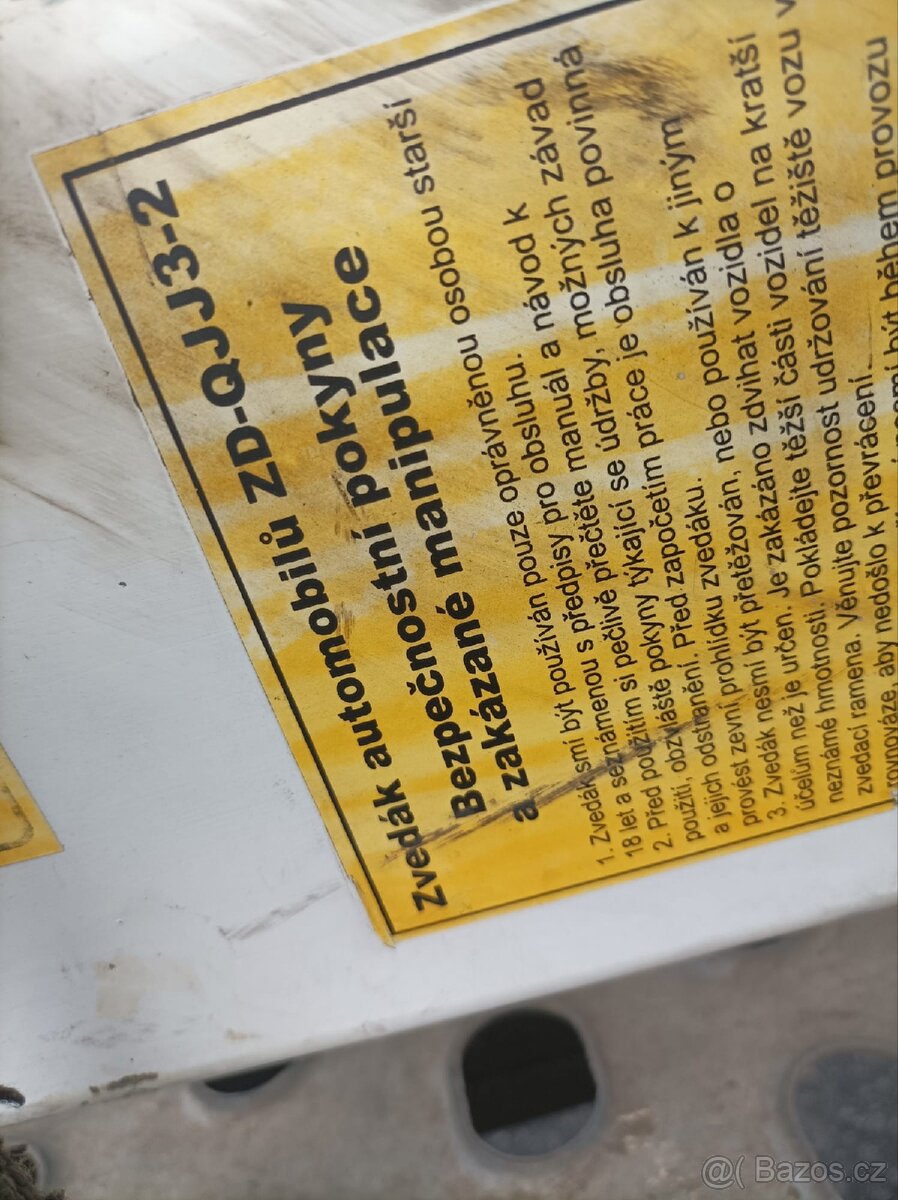 Zvedák automobilů ZD-QJJ3-2
Bezpečnostní pokyny
a zakázané manipulace
1. Zvedák smí být používán pouze oprávněnou osobou starší
18 let a seznámenou s předpisy pro obsluhu.
2. Před použitím si pečlivě přečtěte manuál a návod k
použití, obzvláště pokyny týkající se údržby, možných závad
a jejich odstranění. Před započetím práce je obsluha povinná
provést zevní prohlídku zvedáku.
3. Zvedák nesmí být přetěžován, nebo používán k jiným
účelům než je určen. Je zakázáno zdvihat vozidla o
neznámé hmotnosti. Pokládejte těžší části vozidel na kratší
zvedací ramena. Věnujte pozornost udržování těžiště vozu v
rovnováze, aby nedošlo k převrácení.
nesmí být během provozu
@( Bazos.cz